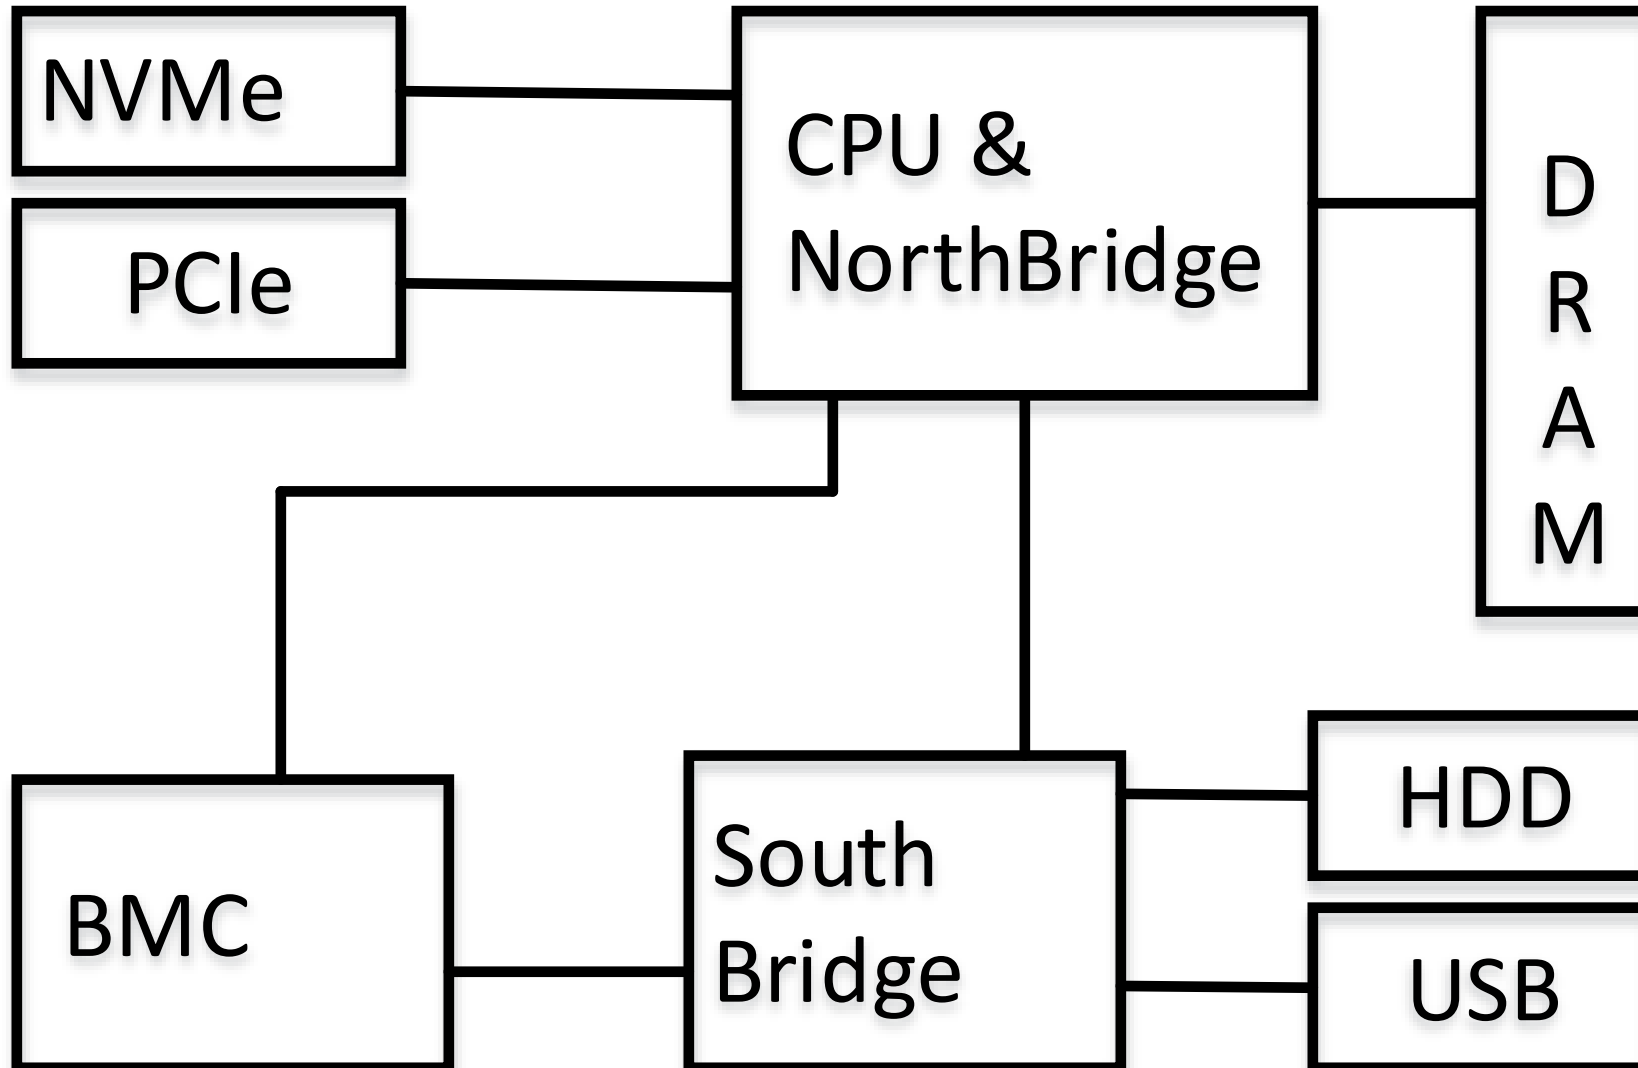 NVMe
CPU &
NorthBridge
PCIe
D
R
A
M
BMC
South
Bridge
HDD
USB